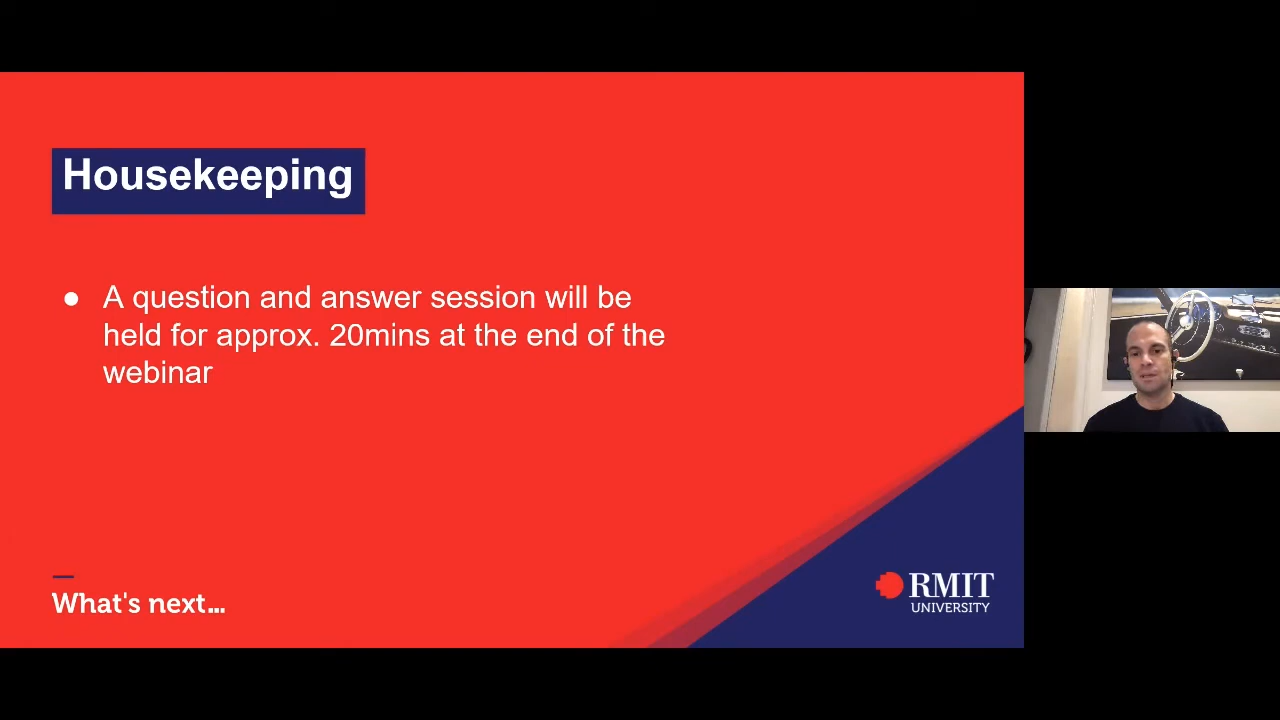 Housekeeping
● A question and answer session will be
held for approx. 20mins at the end of the
webinar
What's next...
RMIT
UNIVERSITY